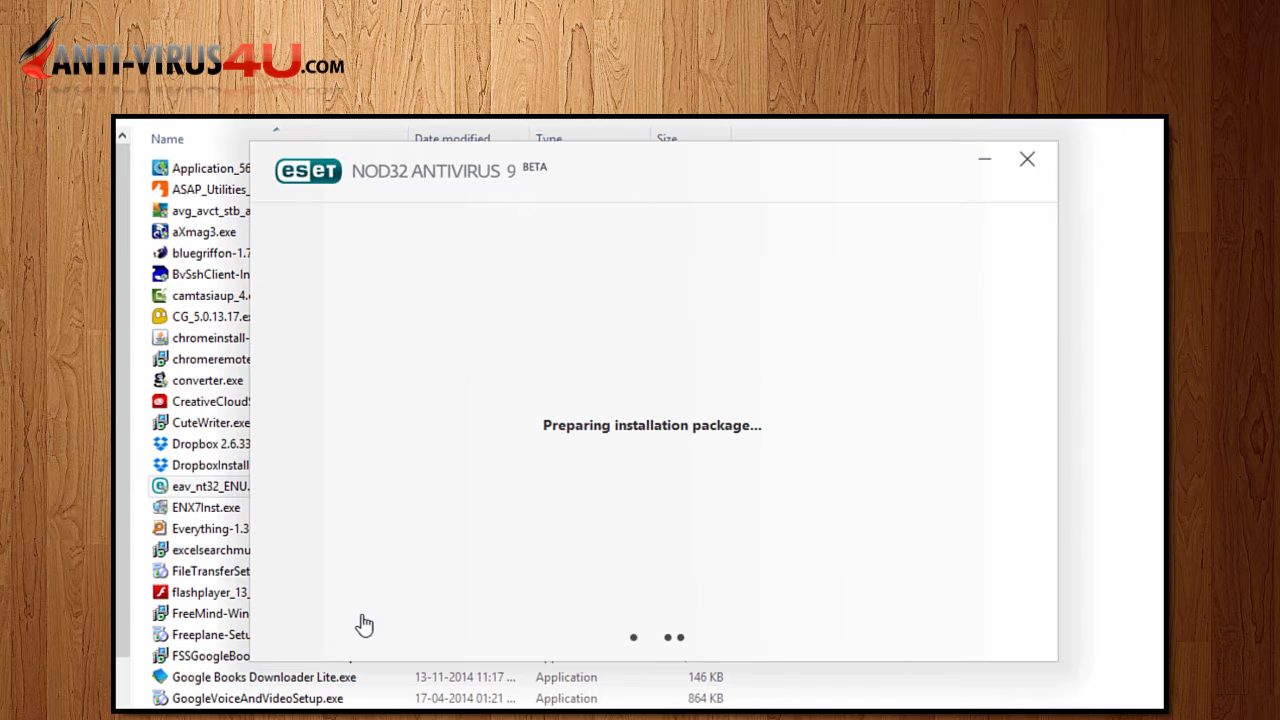 ANTI-VIRUS4U.COM
Name Date modified Type Size
eseT NOD32 ANTIVIRUS 9 BETA
Application_56
ASAP_Utilities_
avg_avct_stb_a
aXmag3.exe
bluegriffon-1.7
BvSshClient-In
camtasiaup_4.e
CG_5.0.13.17.ex
chromeinstall-
chromeremote
converter.exe
CreativeCloudS
Preparing installation package...
CuteWriter.exe
Dropbox 2.6.33
DropboxInstall
eav_nt32_ENU.
ENX7Inst.exe
Everything-1.3
excelsearchmu
FileTransferSet
flashplayer_13_
FreeMind-Win
Freeplane-Setu
FSSGoogleBoo
Google Books Downloader Lite.exe 13-11-2014 11:17 ... Application 146 KB
GoogleVoiceAndVideoSetup.exe 17-04-2014 01:21 ... Application 864 KB